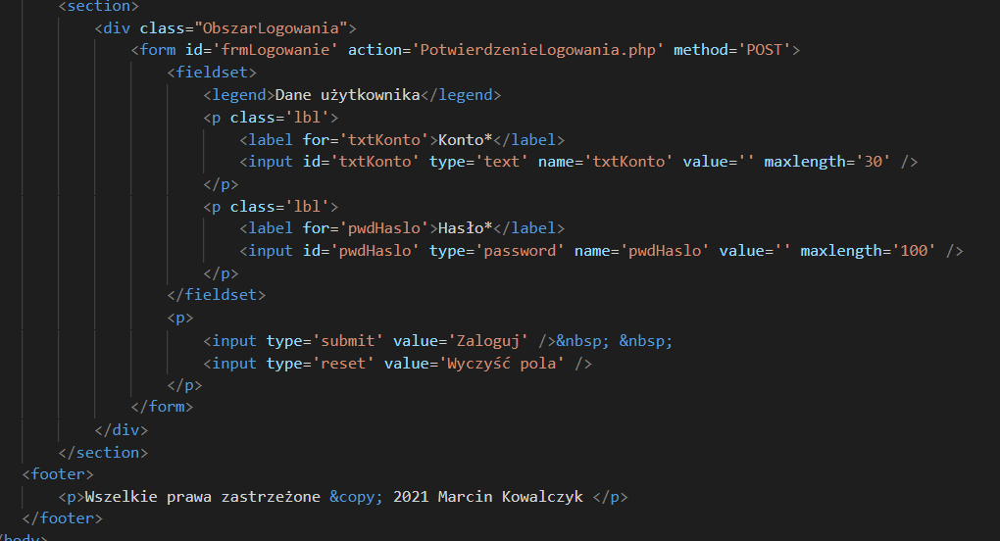 <section>
<div class="ObszarLogowania">
<form id='frmLogowanie' action='PotwierdzenieLogowania.php' method='POST'>
<fieldset>
<legend>Dane użytkownika</legend>
<p class='lbl'>
<label for='txtKonto'>Konto*</label>
<input id='txtKonto' type='text' name='txtKonto' value='' maxlength='30' />
</p>
<p class='lbl'>
<label for='pwdHaslo'>Hasło*</label>
<input id='pwdHaslo' type='password' name='pwdHaslo' value='' maxlength='100' />
</p>
</fieldset>
<p>
<input type='submit' value='Zaloguj' />&nbsp; &nbsp;
<input type='reset' value='Wyczyść pola' />
</p>
</form>
</div>
</section>
<footer>
<p>Wszelkie prawa zastrzeżone &copy; 2021 Marcin Kowalczyk </p>
</footer>
/body>